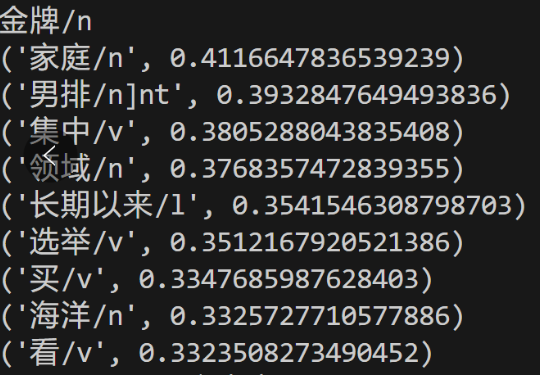 金牌/n
('家庭/n', 0.4116647836539239)
('男排/n]nt', 0.3932847649493836)
('集中/v', 0.3805288043835408)
('领域/n', 0.3768357472839355)
('长期以来/l', 0.3541546308798703)
('选举/v', 0.3512167920521386)
('买/v', 0.3347685987628403)
('海洋/n', 0.3325727710577886)
('看/v', 0.3323508273490452)